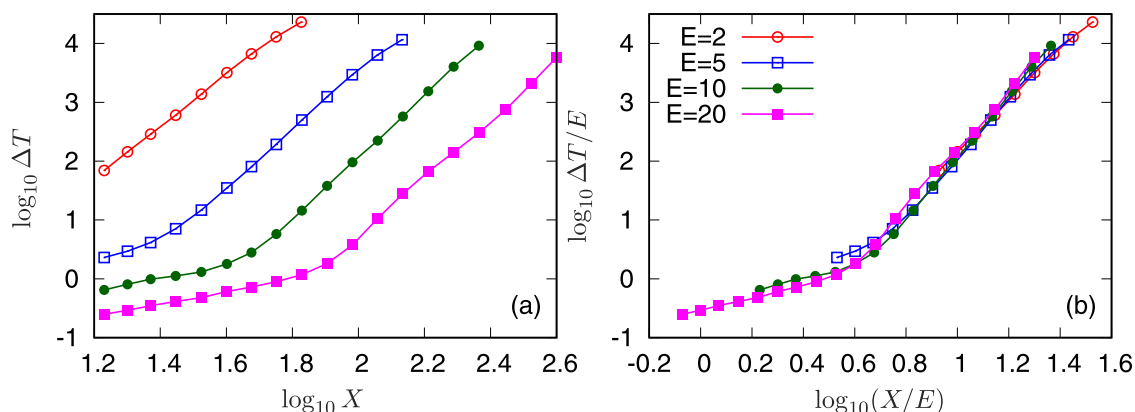 4
3
2
1
0
-1
log₁₀ ΔT
1.2 1.4 1.6 1.8 2 2.2 2.4 2.6
log₁₀ X
(a)
4
3
2
1
0
-1
log₁₀ ΔT/E
-0.2 0 0.2 0.4 0.6 0.8 1 1.2 1.4 1.6
log₁₀(X/E)
E=2
E=5
E=10
E=20
(b)